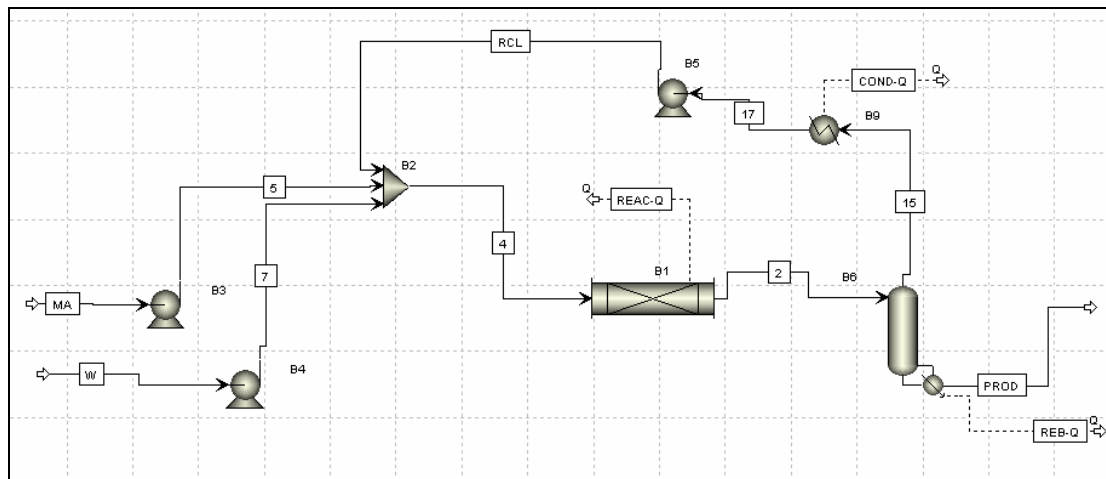 RCL
B5
COND-Q
Q
17
B9
B2
5
Q
REAC-Q
15
4
7
B1
2
B6
MA
B3
W
B4
PROD
REB-Q
Q